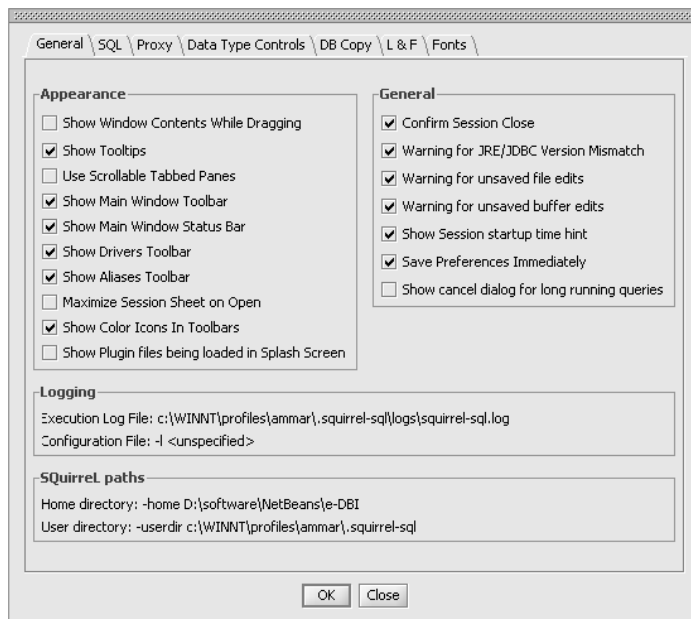 General \ SQL \ Proxy \ Data Type Controls \ DB Copy \ L & F \ Fonts \
Appearance
Show Window Contents While Dragging
Show Tooltips
Use Scrollable Tabbed Panes
Show Main Window Toolbar
Show Main Window Status Bar
Show Drivers Toolbar
Show Aliases Toolbar
Maximize Session Sheet on Open
Show Color Icons In Toolbars
Show Plugin files being loaded in Splash Screen
General
Confirm Session Close
Warning for JRE/JDBC Version Mismatch
Warning for unsaved file edits
Warning for unsaved buffer edits
Show Session startup time hint
Save Preferences Immediately
Show cancel dialog for long running queries
Logging
Execution Log File: c:\WINNT\profiles\ammar\.squirrel-sql\logs\squirrel-sql.log
Configuration File: -l <unspecified>
SQuirreL paths
Home directory: -home D:\software\NetBeans\e-DBI
User directory: -userdir c:\WINNT\profiles\ammar\.squirrel-sql
OK Close